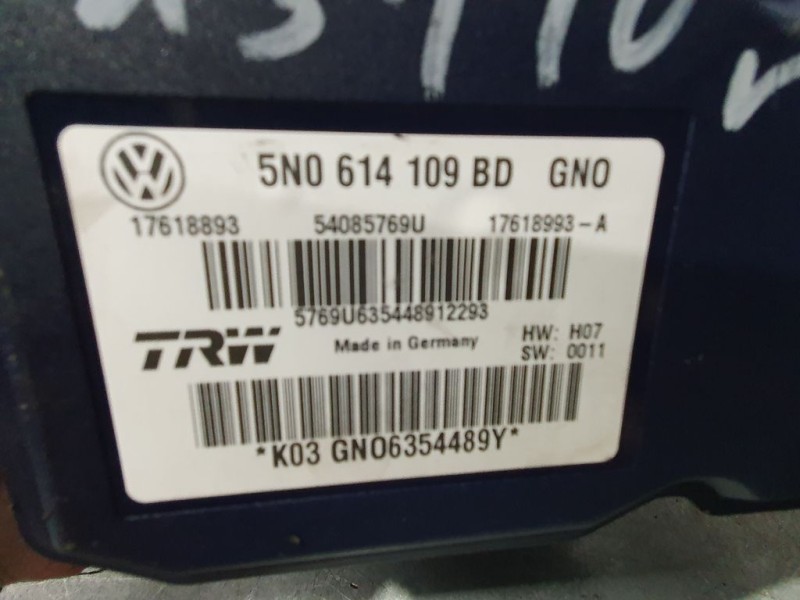 5N0 614 109 BD GNO
17618893 54085769U 17618993-A
5769U635448912293
TRW Made in Germany HW: H07
SW: 0011
*K03 GNO6354489Y*